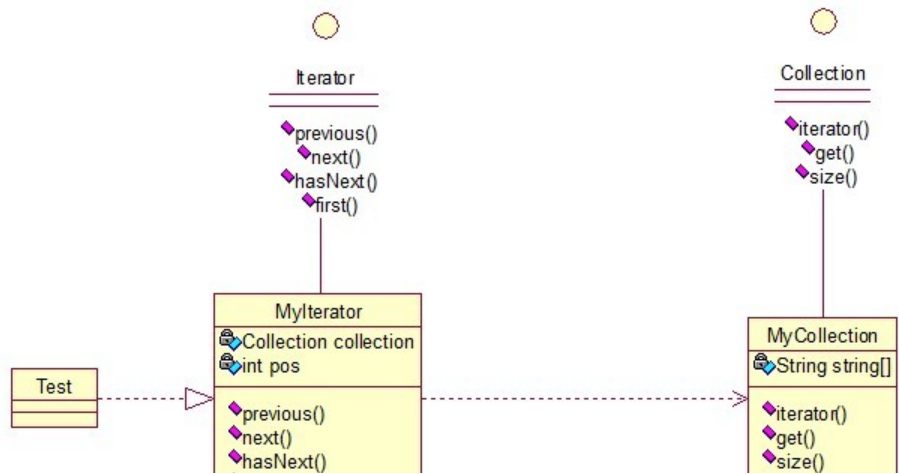 Iterator
previous()
next()
hasNext()
first()
Collection
iterator()
get()
size()
MyIterator
Collection collection
int pos
previous()
next()
hasNext()
Test
MyCollection
String string[]
iterator()
get()
size()